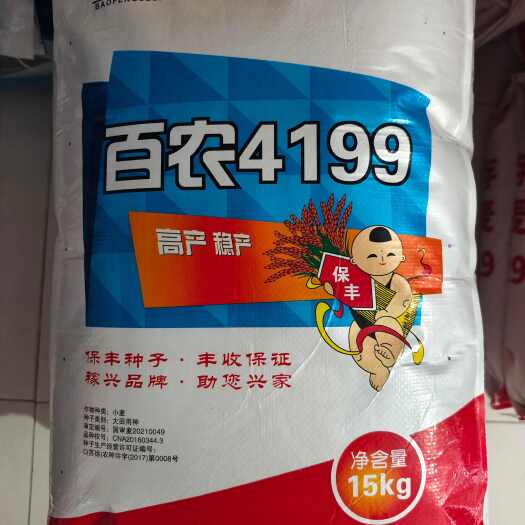 百农4199
高产 稳产
保丰
保丰种子·丰收保证
稼兴品牌·助您兴家
作物种类：小麦
种子类别：大田用种
审定编号：国审麦20210049
品种权号：CNA20160344.3
种子生产经营许可证编号：
C(苏徐)农种许字(2017)第0008号
净含量
15kg